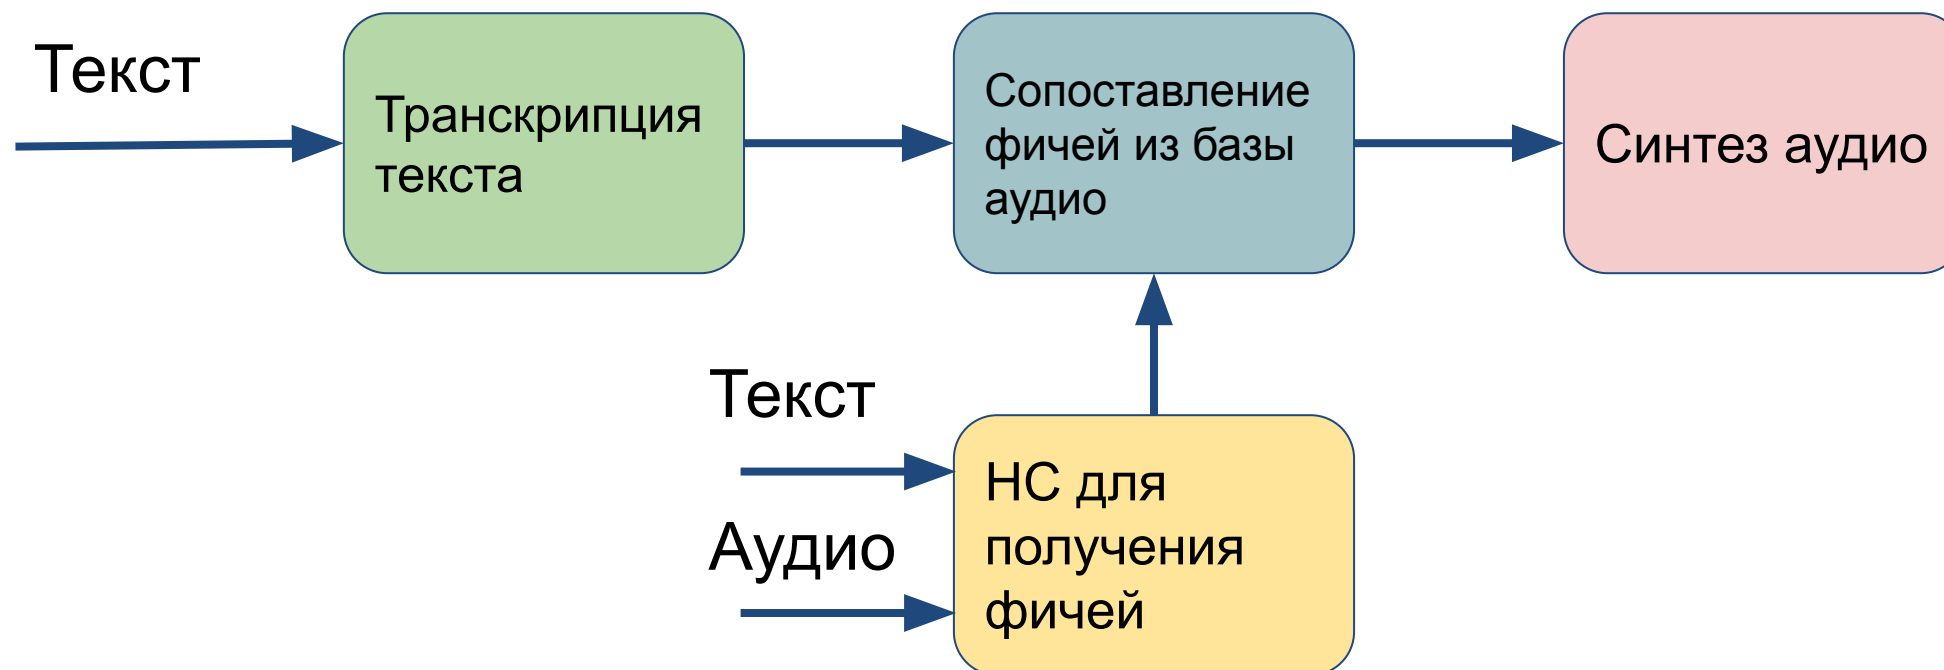 Текст
Транскрипция
текста
Сопоставление
фичей из базы
аудио
Синтез аудио
Текст
Аудио
НС для
получения
фичей